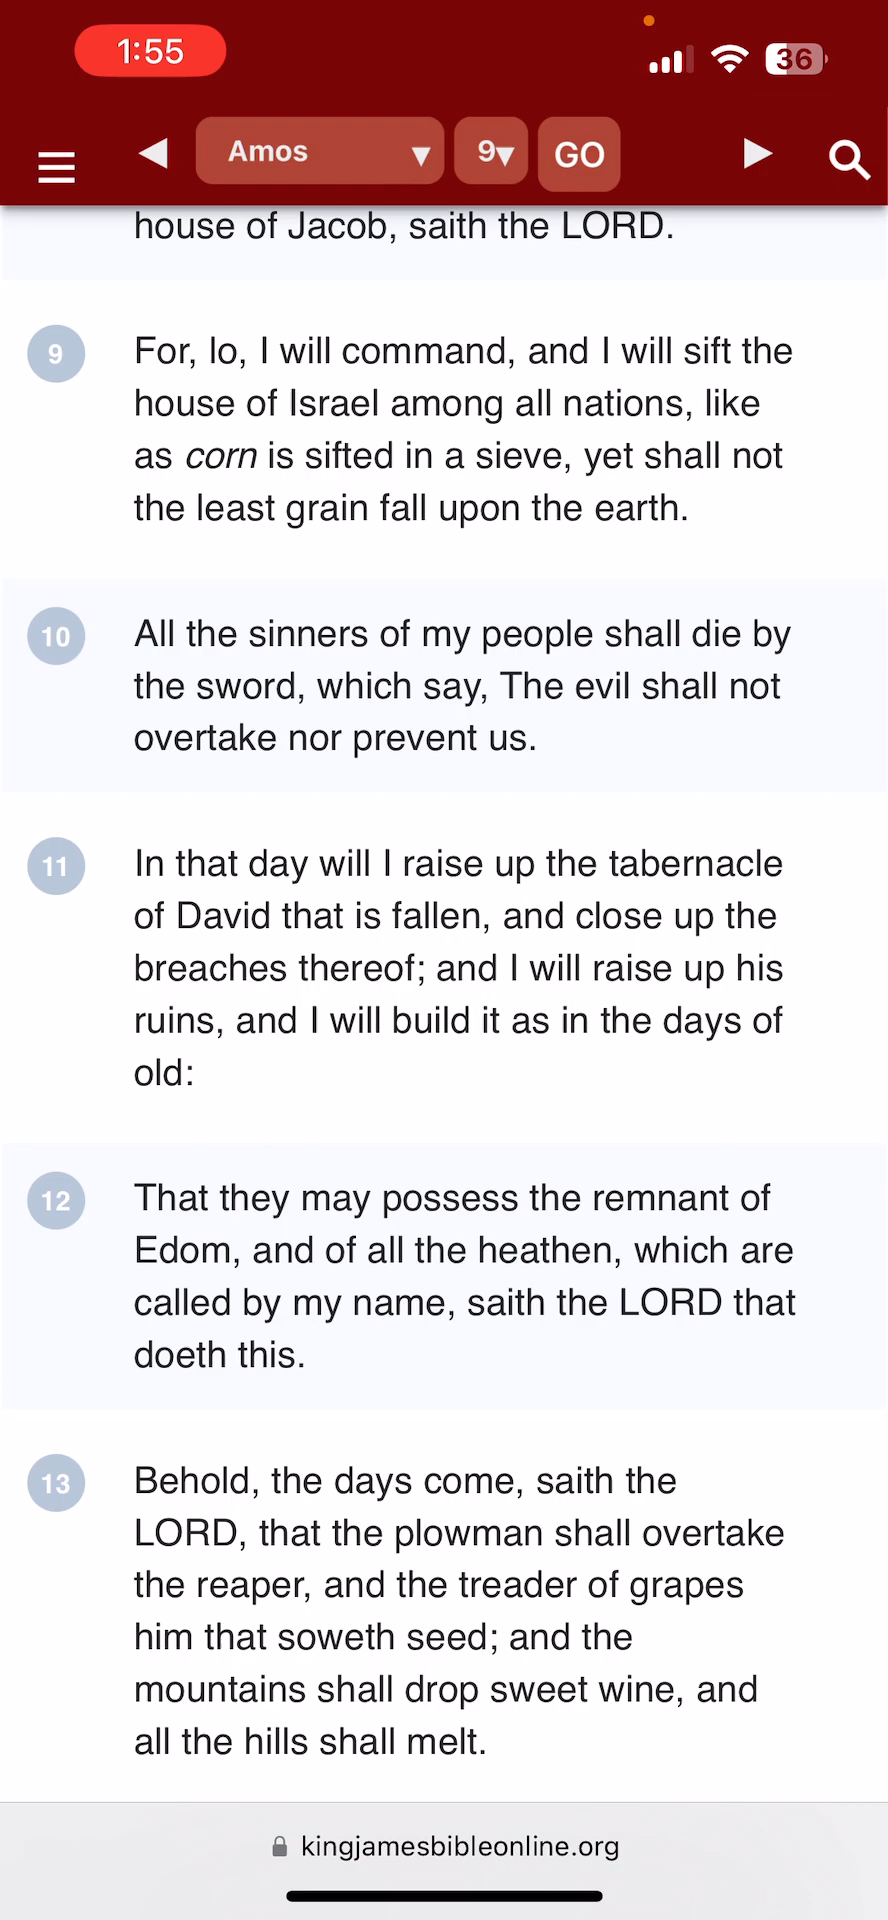 1:55
36
Amos ▼ 9▼ GO
house of Jacob, saith the LORD.
9 For, lo, I will command, and I will sift the
house of Israel among all nations, like
as corn is sifted in a sieve, yet shall not
the least grain fall upon the earth.
10 All the sinners of my people shall die by
the sword, which say, The evil shall not
overtake nor prevent us.
11 In that day will I raise up the tabernacle
of David that is fallen, and close up the
breaches thereof; and I will raise up his
ruins, and I will build it as in the days of
old:
12 That they may possess the remnant of
Edom, and of all the heathen, which are
called by my name, saith the LORD that
doeth this.
13 Behold, the days come, saith the
LORD, that the plowman shall overtake
the reaper, and the treader of grapes
him that soweth seed; and the
mountains shall drop sweet wine, and
all the hills shall melt.
kingjamesbibleonline.org